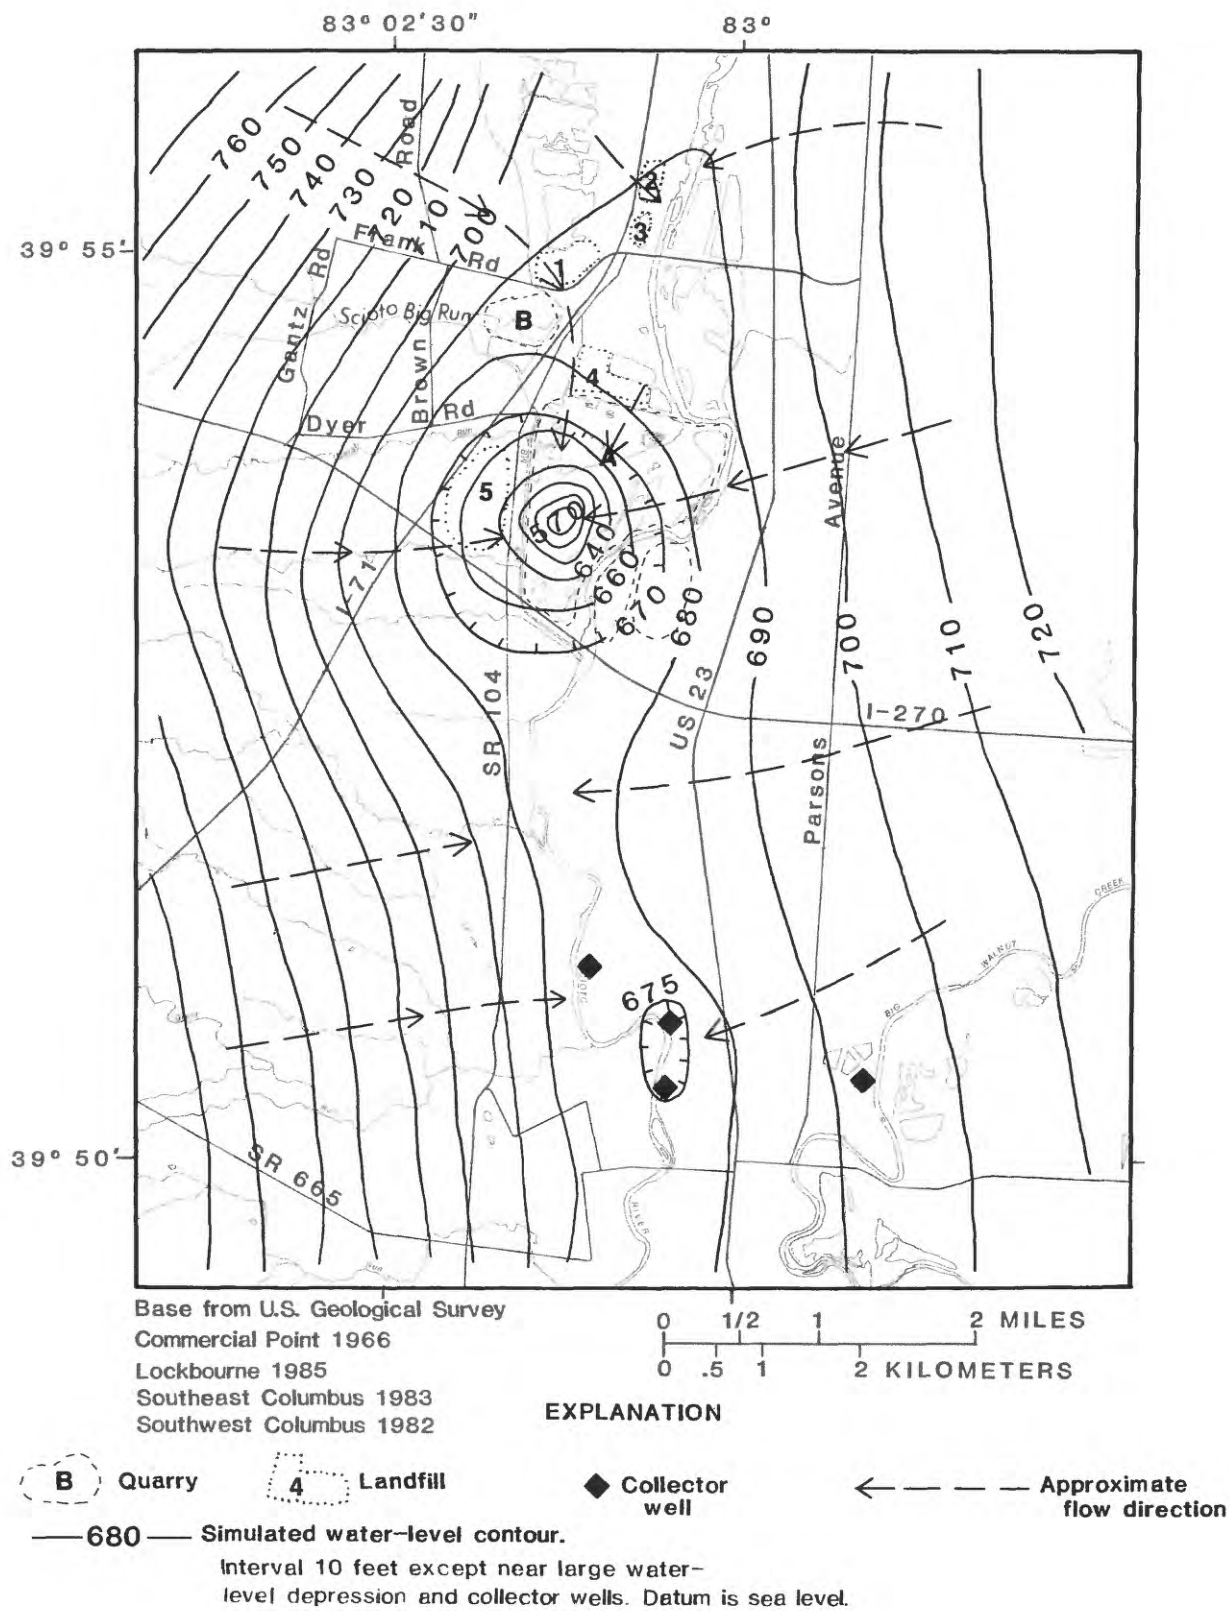 83° 02'30"
83°
760
750
740
730
720
710
700
Road
2
3
39° 55'
Frank
Rd
1
Gantz Rd
Scioto Big Run
B
Brown
4
Dyer
Rd
A
5
570
640
660
670
680
690
700
710
720
Avenue
I-71
SR 104
US 23
I-270
Parsons
CREEK
WALNUT
BIG
675
39° 50'
SR 665
RIVER
Base from U.S. Geological Survey
Commercial Point 1966
Lockbourne 1985
Southeast Columbus 1983
Southwest Columbus 1982
0 1/2 1 2 MILES
0 .5 1 2 KILOMETERS
EXPLANATION
B Quarry
4 Landfill
Collector
well
Approximate
flow direction
680 Simulated water-level contour.
Interval 10 feet except near large water-
level depression and collector wells. Datum is sea level.